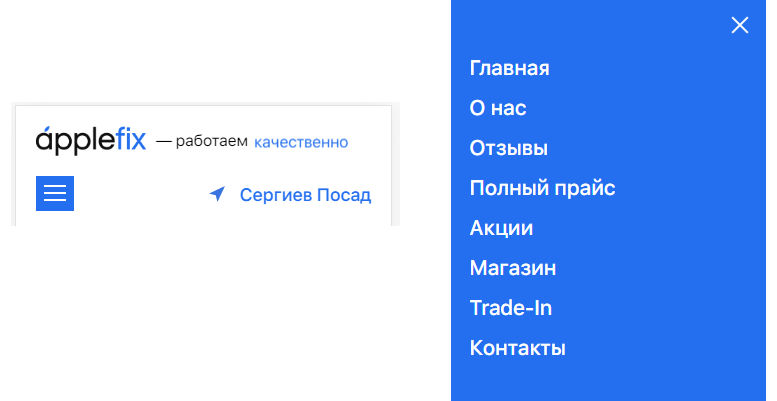 ápplefix — работаем качественно
Сергиев Посад
Главная
О нас
Отзывы
Полный прайс
Акции
Магазин
Trade-In
Контакты